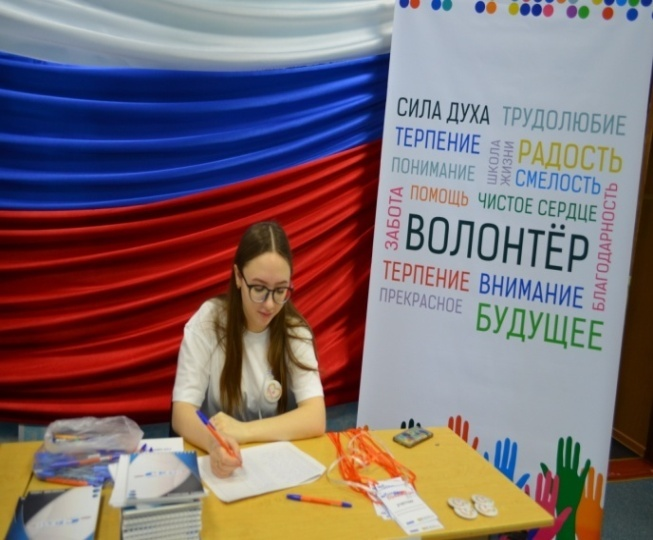 СИЛА ДУХА ТРУДОЛЮБИЕ
ТЕРПЕНИЕ ШКОЛА ЖИЗНИ РАДОСТЬ
ПОНИМАНИЕ СМЕЛОСТЬ
ЗАБОТА ПОМОЩЬ ЧИСТОЕ СЕРДЦЕ БЛАГОДАРНОСТЬ
ВОЛОНТЁР
ТЕРПЕНИЕ ВНИМАНИЕ
ПРЕКРАСНОЕ БУДУЩЕЕ